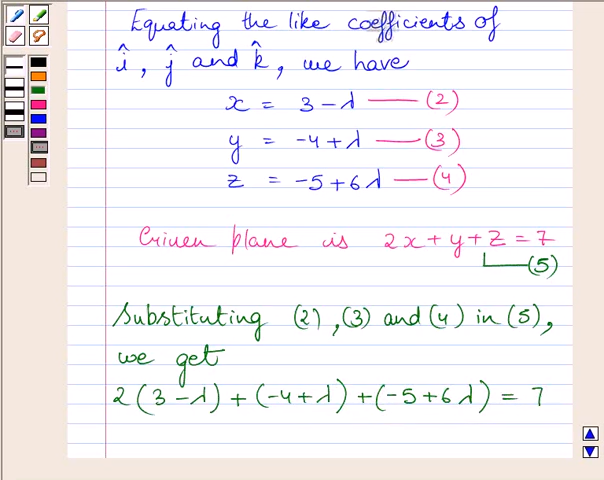 Equating the like coefficients of
î, ĵ and k̂, we have
x = 3 - λ —— (2)
y = -4 + λ —— (3)
z = -5 + 6λ —— (4)
Given plane is 2x + y + z = 7
(5)
Substituting (2), (3) and (4) in (5),
we get
2(3 - λ) + (-4 + λ) + (-5 + 6λ) = 7